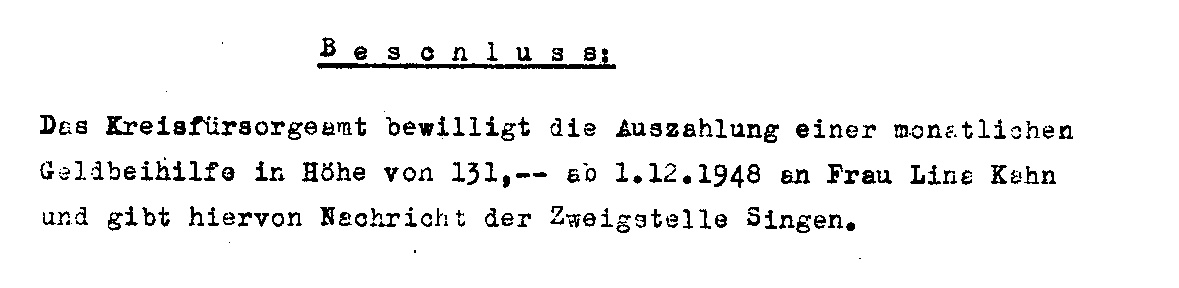 B e s c h l u s s:
Das Kreisfürsorgeamt bewilligt die Auszahlung einer monatlichen
Geldbeihilfe in Höhe von 131,-- ab 1.12.1948 an Frau Lina Kahn
und gibt hiervon Nachricht der Zweigstelle Singen.